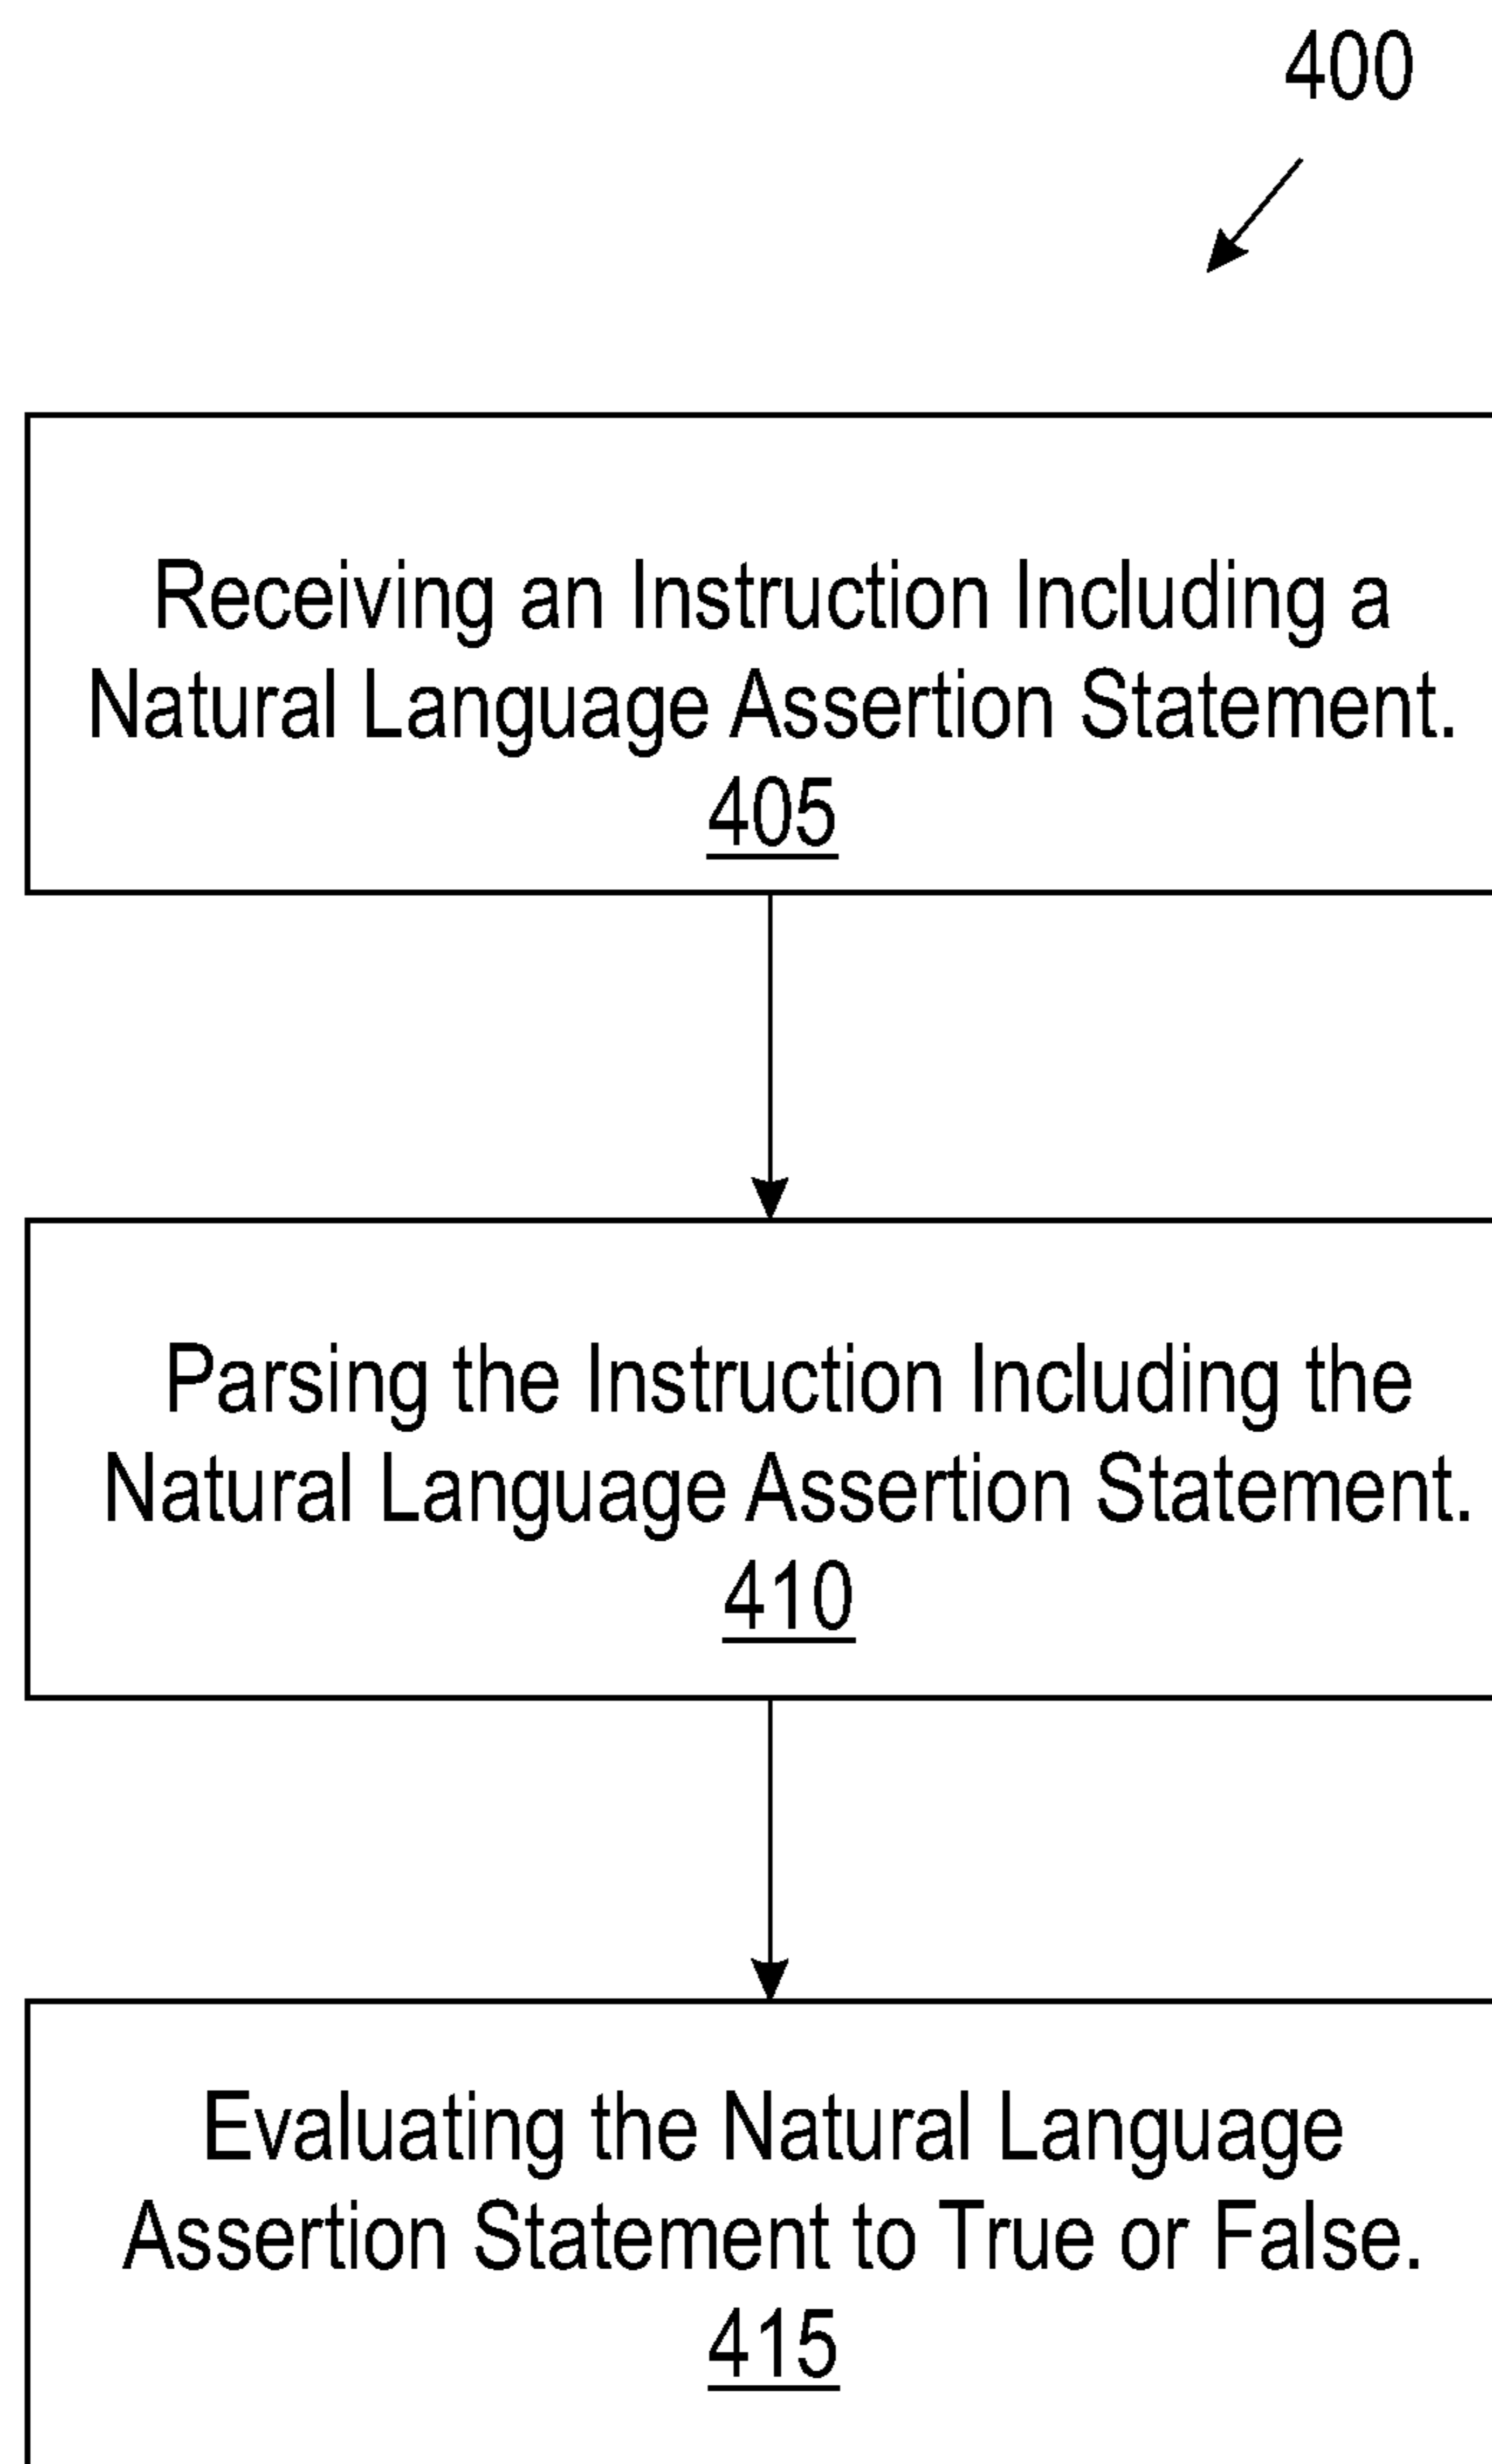 400
Receiving an Instruction Including a
Natural Language Assertion Statement.
405
Parsing the Instruction Including the
Natural Language Assertion Statement.
410
Evaluating the Natural Language
Assertion Statement to True or False.
415